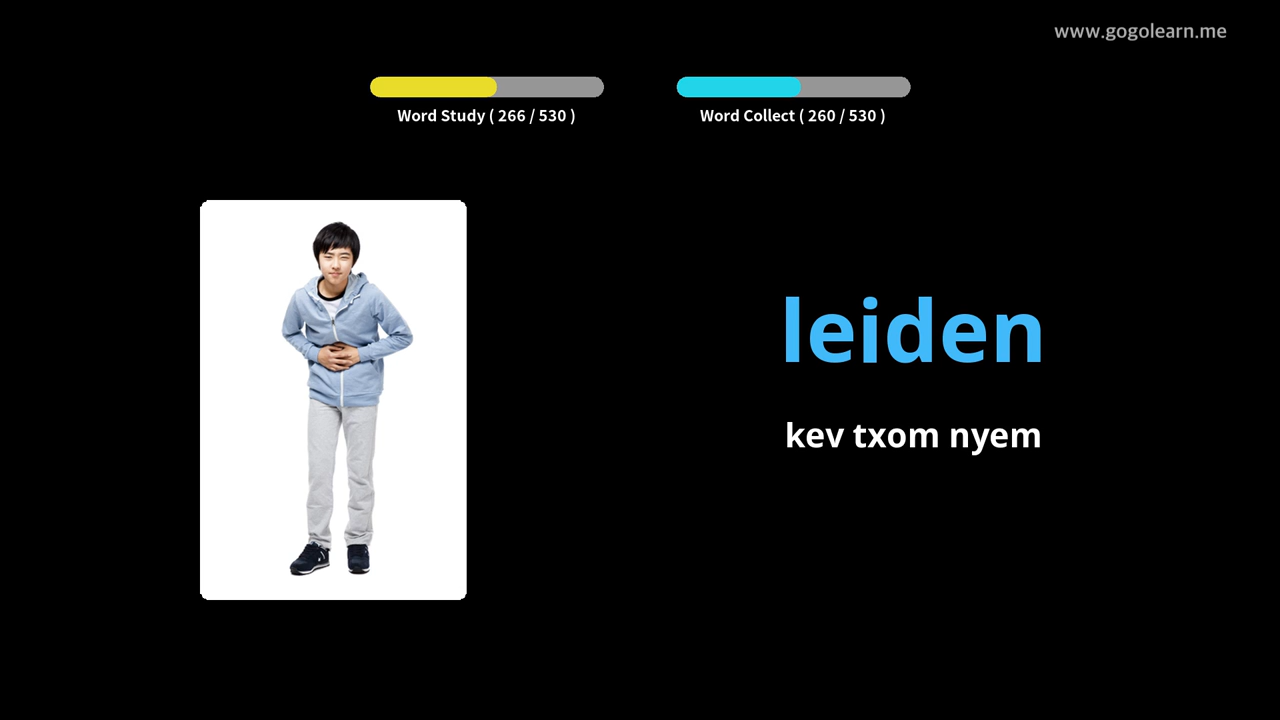 www.gogolearn.me
Word Study ( 266 / 530 )
Word Collect ( 260 / 530 )
leiden
kev txom nyem